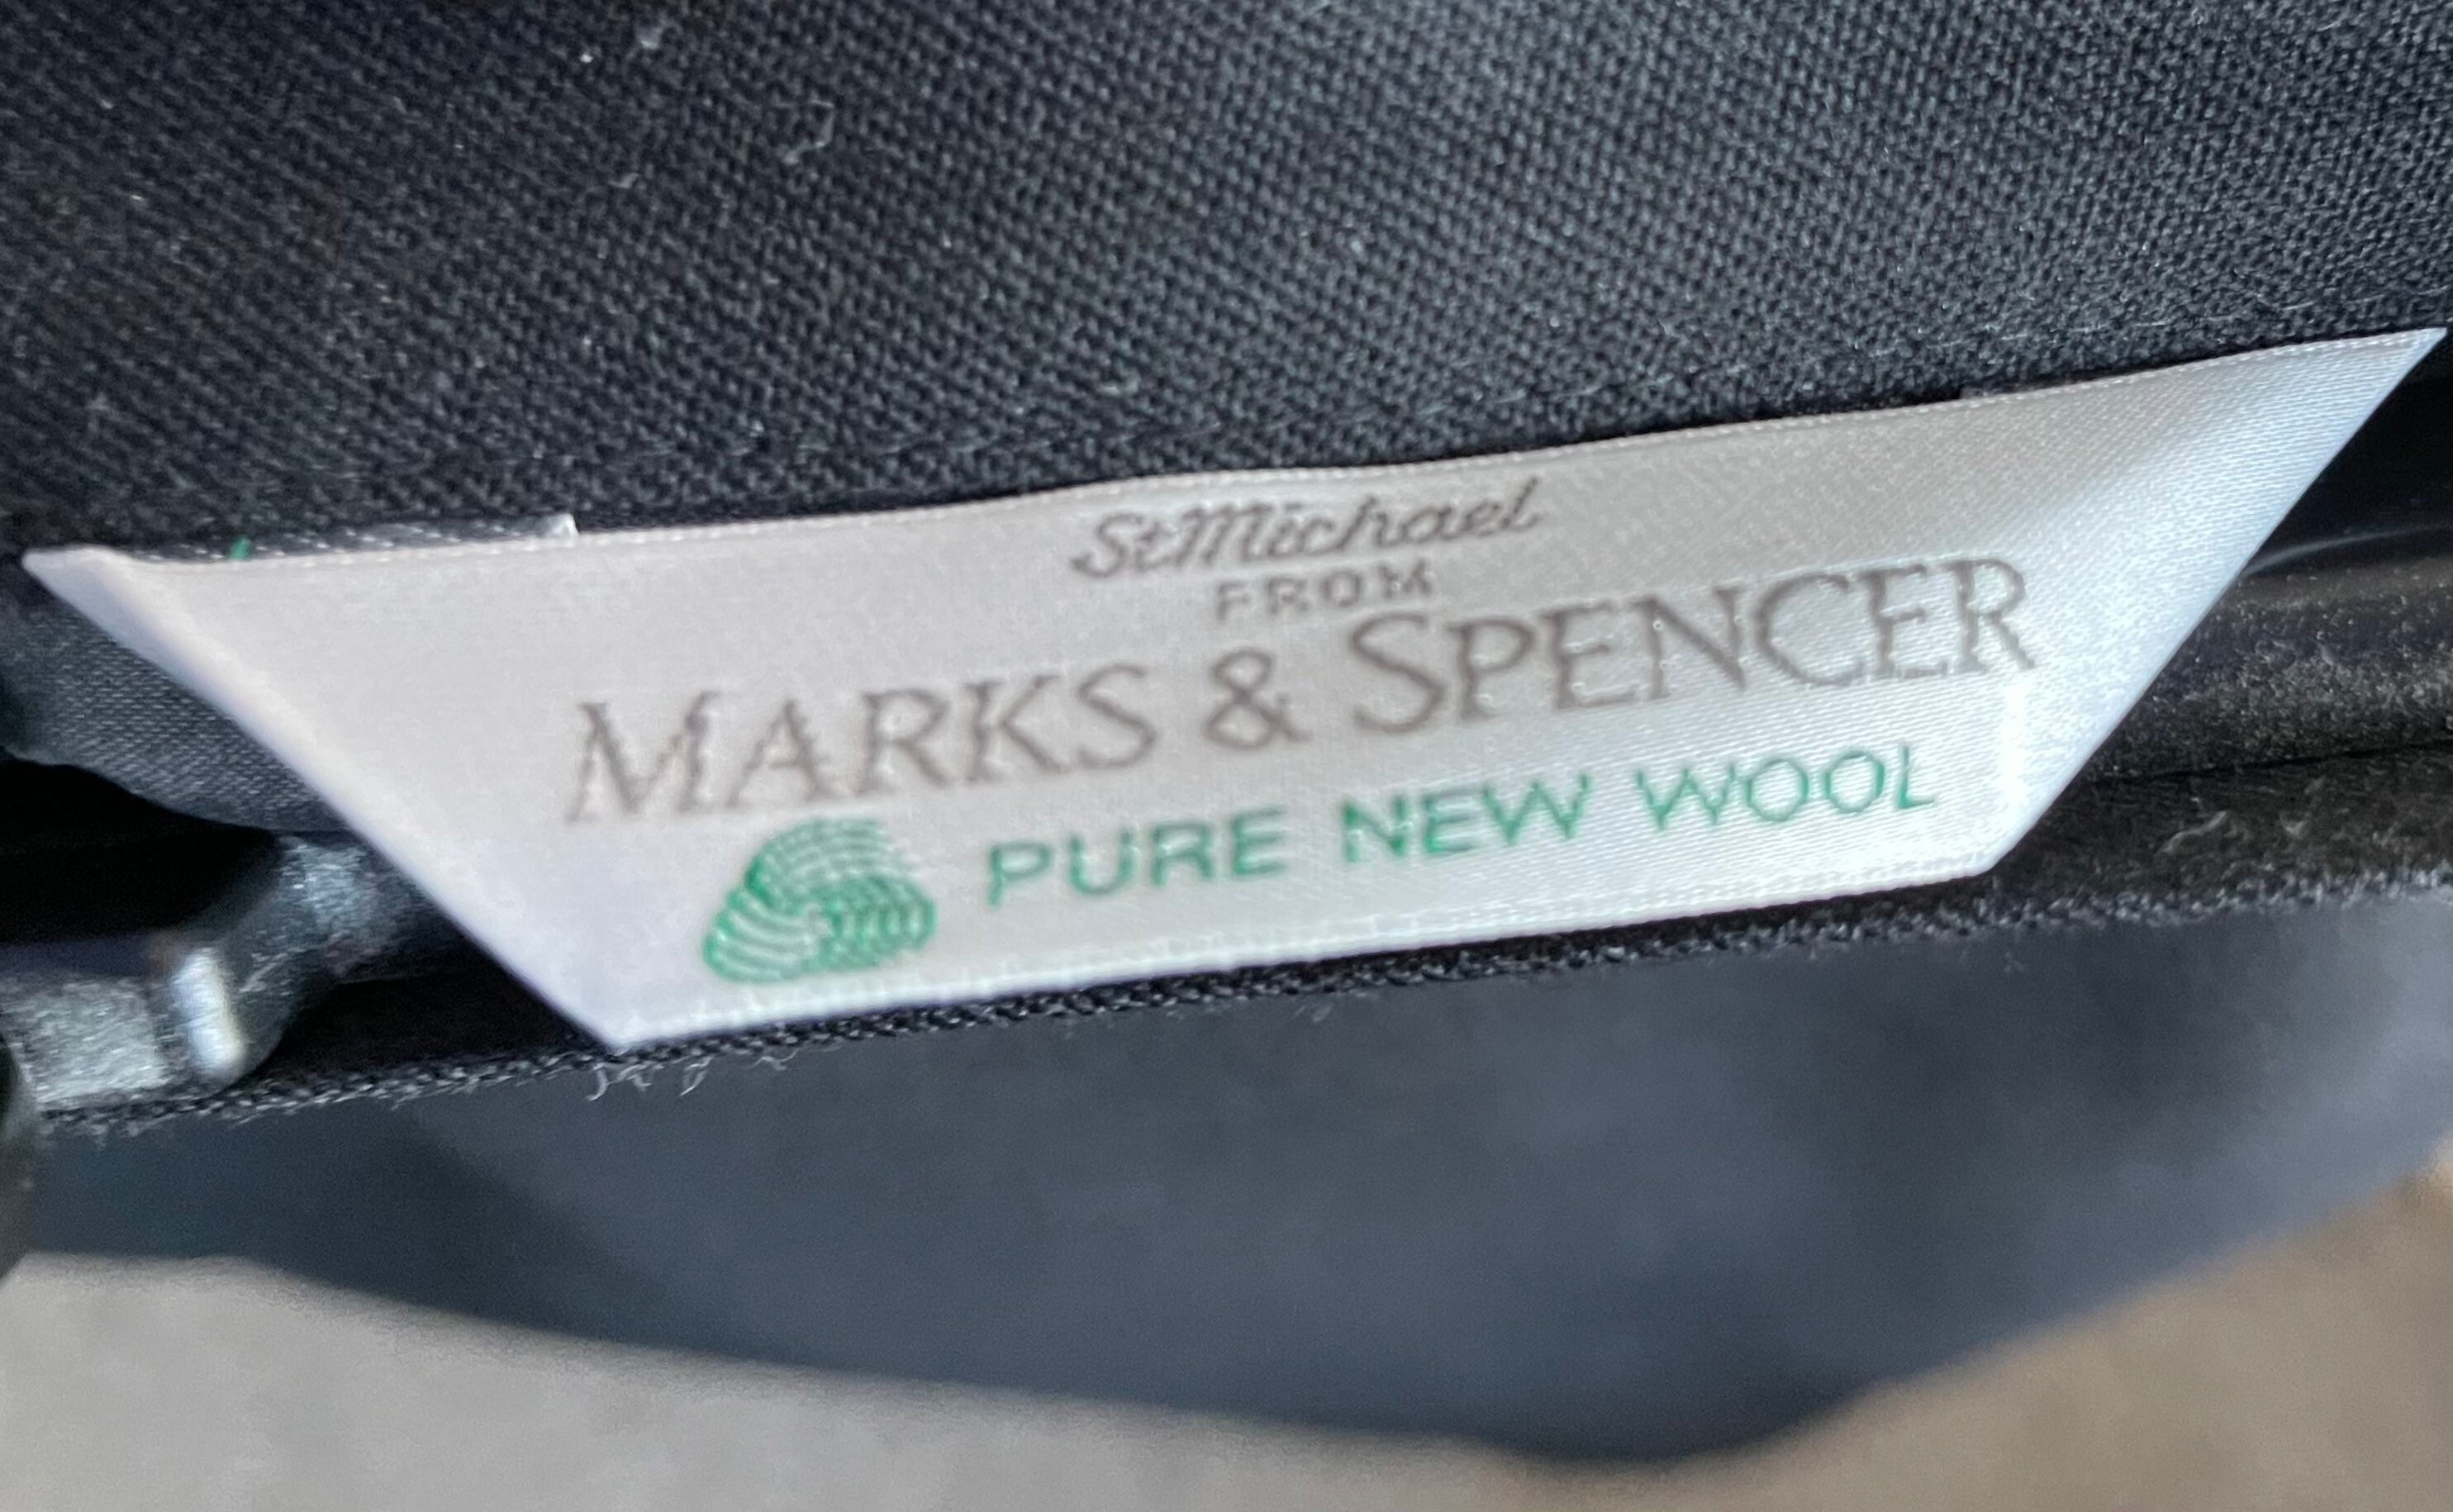 St Michael
FROM
MARKS & SPENCER
PURE NEW WOOL